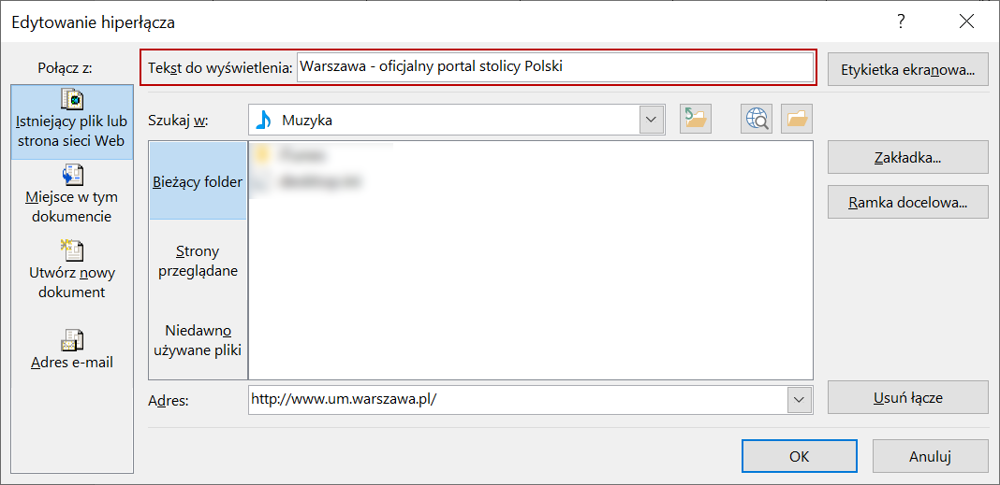 Edytowanie hiperłącza
?
Połącz z:
Tekst do wyświetlenia: Warszawa - oficjalny portal stolicy Polski
Etykietka ekranowa...
Istniejący plik lub
strona sieci Web
Szukaj w: Muzyka
Miejsce w tym
dokumencie
Bieżący folder
Zakładka...
Ramka docelowa...
Utwórz nowy
dokument
Strony
przeglądane
Adres e-mail
Niedawno
używane pliki
Adres: http://www.um.warszawa.pl/
Usuń łącze
OK
Anuluj